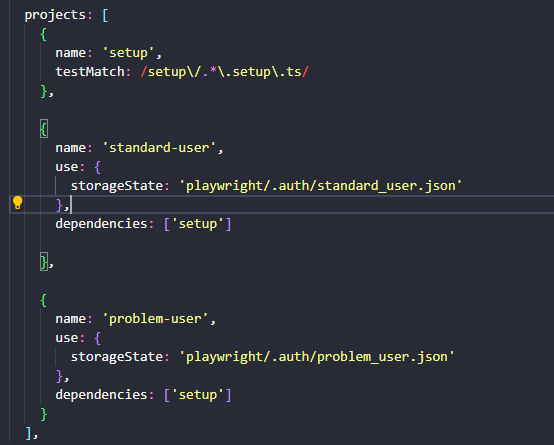 projects: [
{
name: 'setup',
testMatch: /setup\/.*\.setup\.ts/
},
{
name: 'standard-user',
use: {
storageState: 'playwright/.auth/standard_user.json'
},
dependencies: ['setup']
},
{
name: 'problem-user',
use: {
storageState: 'playwright/.auth/problem_user.json'
},
dependencies: ['setup']
}
],